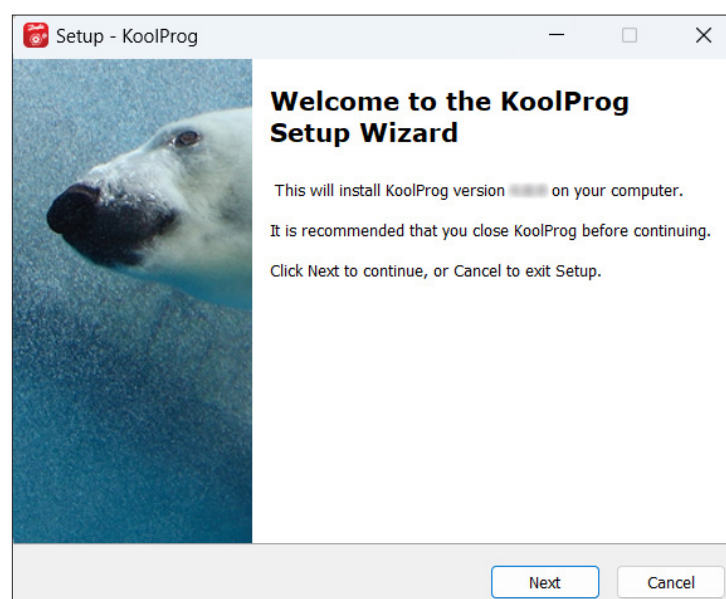 Setup - KoolProg
Welcome to the KoolProg
Setup Wizard
This will install KoolProg version on your computer.
It is recommended that you close KoolProg before continuing.
Click Next to continue, or Cancel to exit Setup.
Next
Cancel